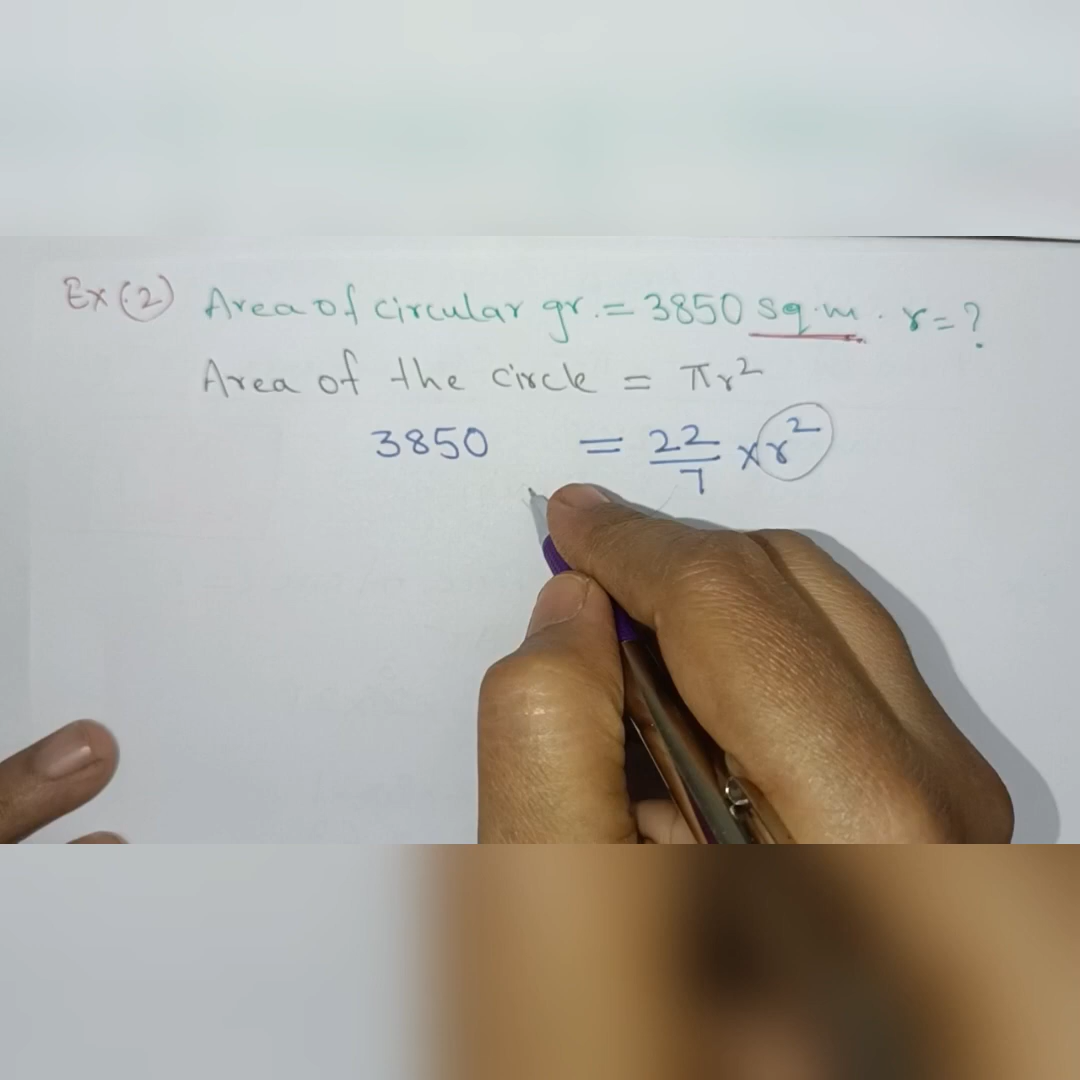 Ex (2) Area of circular gr. = 3850 sq.m. r = ?
Area of the circle = πr²
3850 = 22/7 × r²